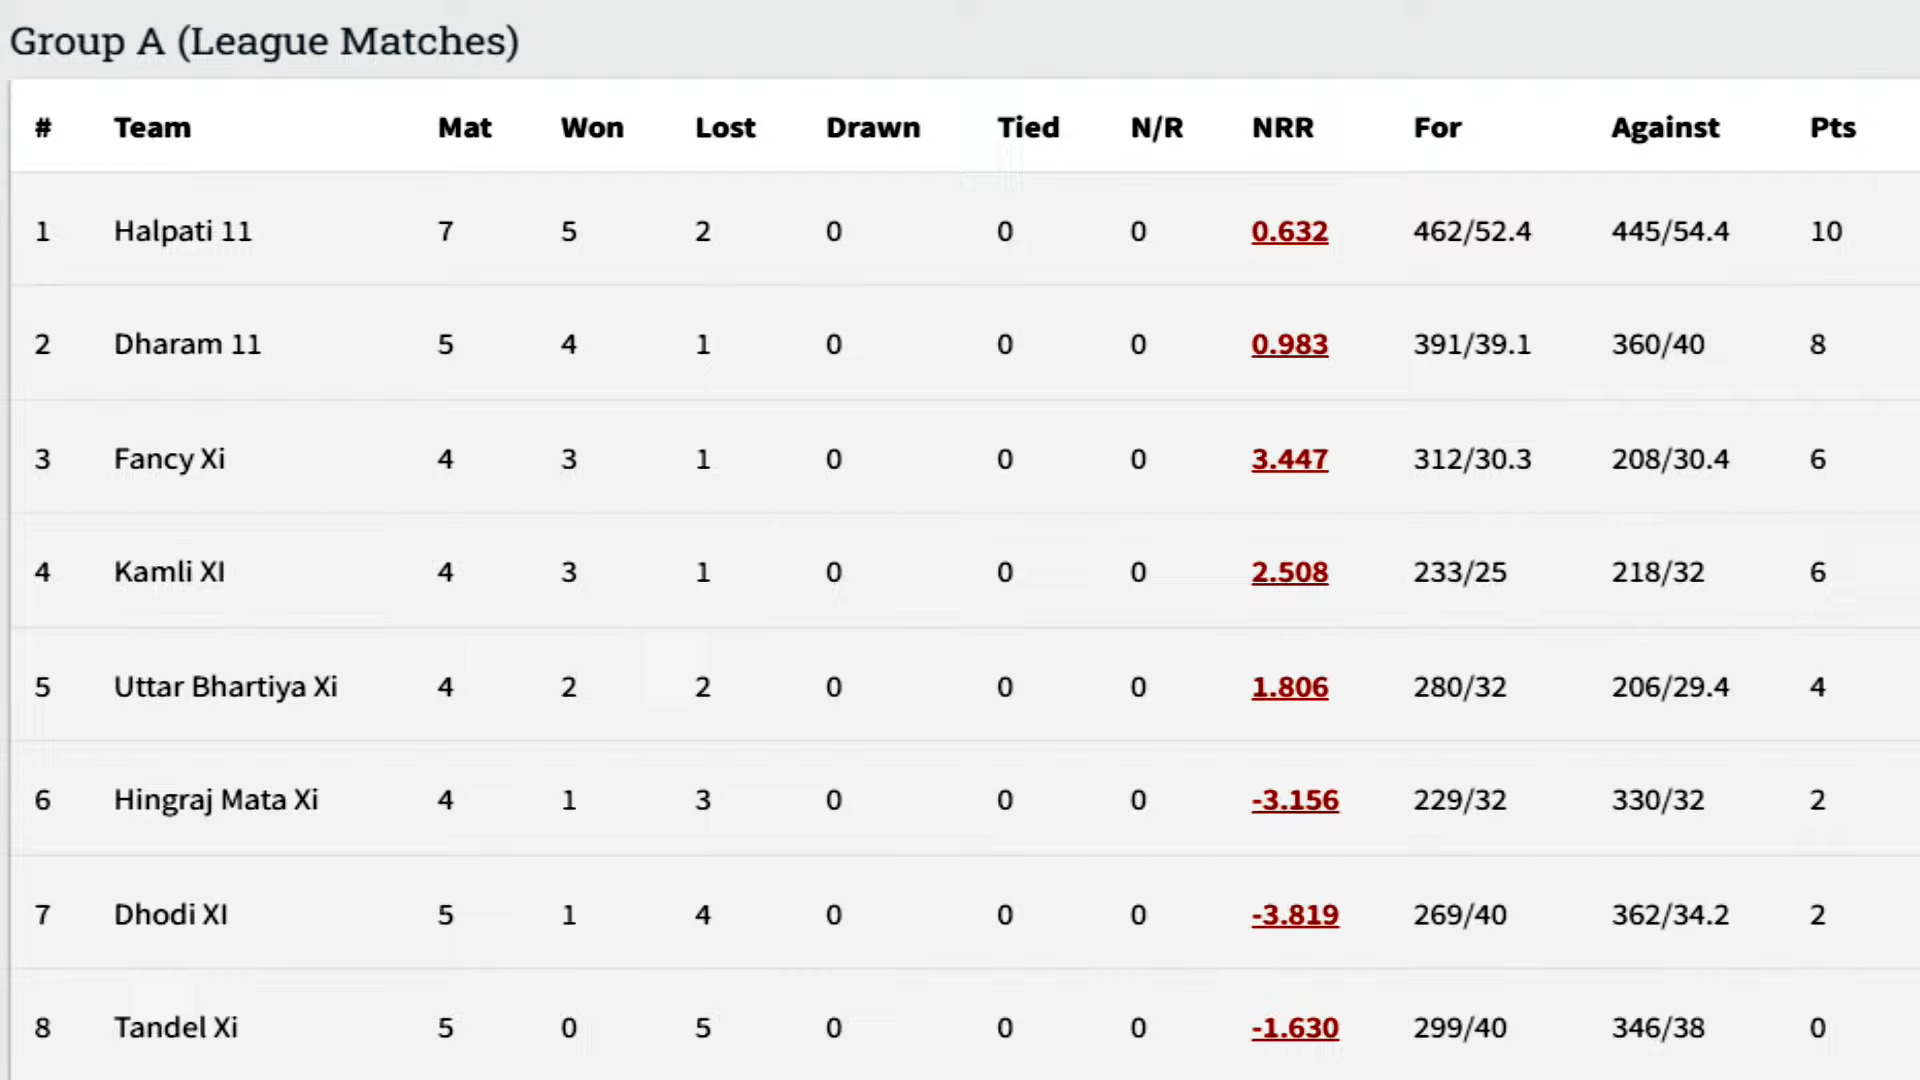 Group A (League Matches)
# Team Mat Won Lost Drawn Tied N/R NRR For Against Pts
1 Halpati 11 7 5 2 0 0 0 0.632 462/52.4 445/54.4 10
2 Dharam 11 5 4 1 0 0 0 0.983 391/39.1 360/40 8
3 Fancy Xi 4 3 1 0 0 0 3.447 312/30.3 208/30.4 6
4 Kamli XI 4 3 1 0 0 0 2.508 233/25 218/32 6
5 Uttar Bhartiya Xi 4 2 2 0 0 0 1.806 280/32 206/29.4 4
6 Hingraj Mata Xi 4 1 3 0 0 0 -3.156 229/32 330/32 2
7 Dhodi XI 5 1 4 0 0 0 -3.819 269/40 362/34.2 2
8 Tandel Xi 5 0 5 0 0 0 -1.630 299/40 346/38 0